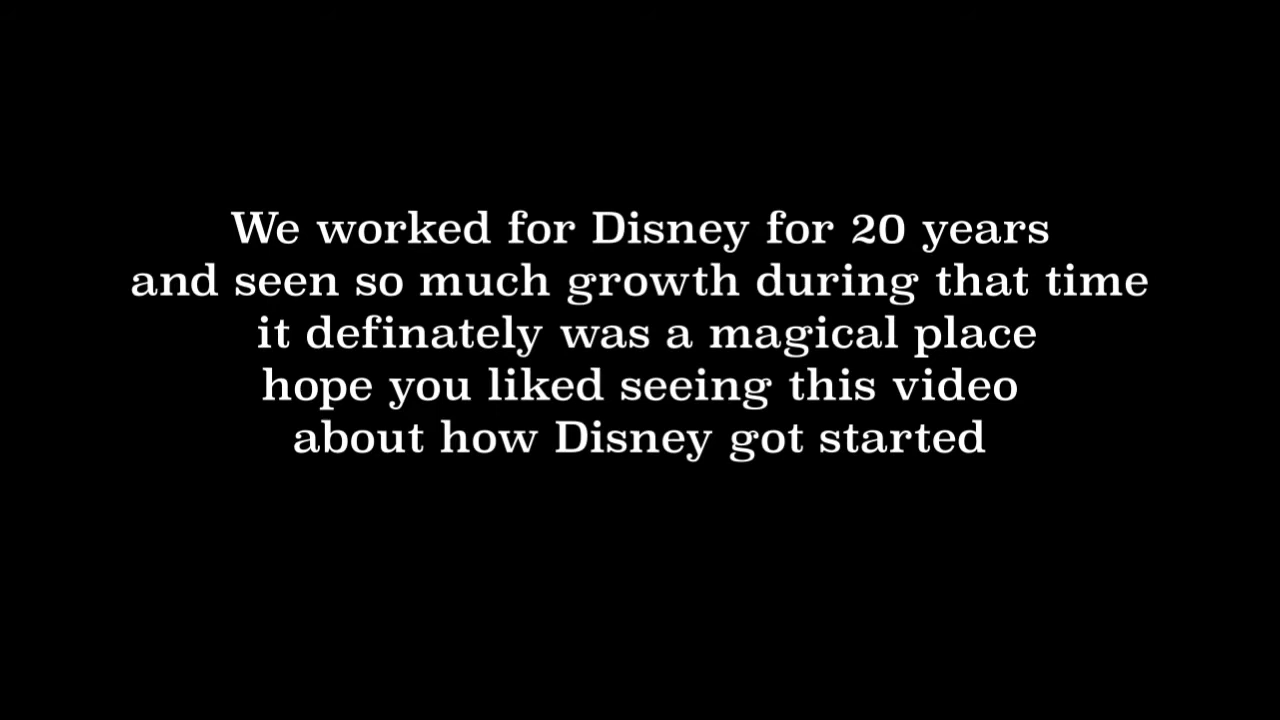 We worked for Disney for 20 years
and seen so much growth during that time
it definately was a magical place
hope you liked seeing this video
about how Disney got started